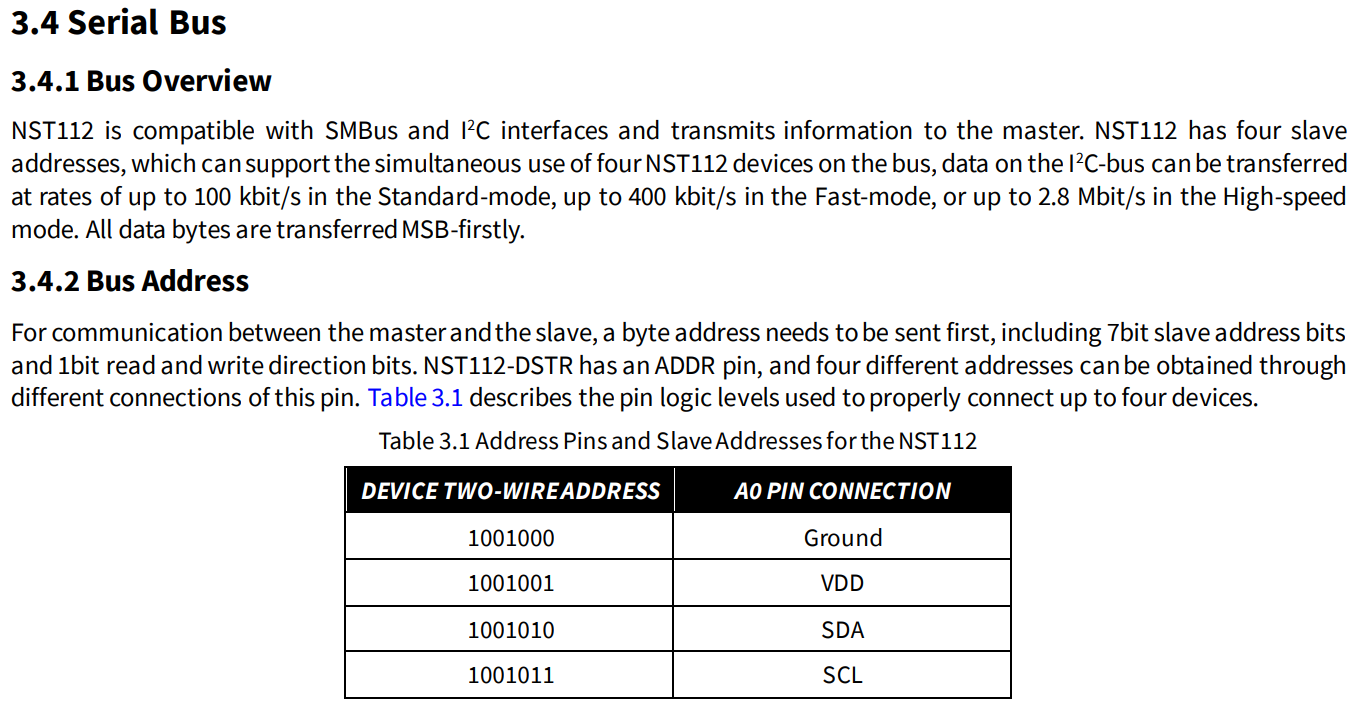 3.4 Serial Bus
3.4.1 Bus Overview
NST112 is compatible with SMBus and I²C interfaces and transmits information to the master. NST112 has four slave
addresses, which can support the simultaneous use of four NST112 devices on the bus, data on the I²C-bus can be transferred
at rates of up to 100 kbit/s in the Standard-mode, up to 400 kbit/s in the Fast-mode, or up to 2.8 Mbit/s in the High-speed
mode. All data bytes are transferred MSB-firstly.
3.4.2 Bus Address
For communication between the master and the slave, a byte address needs to be sent first, including 7bit slave address bits
and 1bit read and write direction bits. NST112-DSTR has an ADDR pin, and four different addresses can be obtained through
different connections of this pin. Table 3.1 describes the pin logic levels used to properly connect up to four devices.
Table 3.1 Address Pins and Slave Addresses for the NST112
DEVICE TWO-WIRE ADDRESS A0 PIN CONNECTION
1001000 Ground
1001001 VDD
1001010 SDA
1001011 SCL